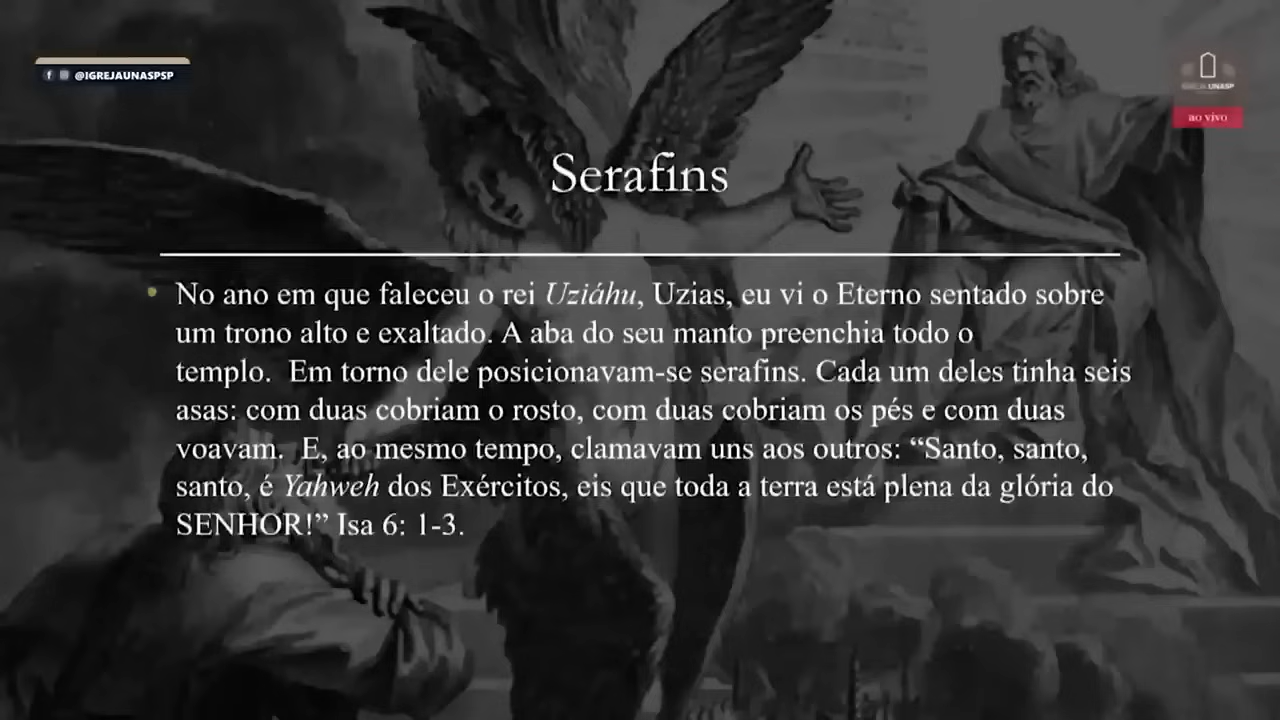 @IGREJAUNASPSP
IGREJA UNASP
ao vivo
Serafins
• No ano em que faleceu o rei Uziáhu, Uzias, eu vi o Eterno sentado sobre
um trono alto e exaltado. A aba do seu manto preenchia todo o
templo.  Em torno dele posicionavam-se serafins. Cada um deles tinha seis
asas: com duas cobriam o rosto, com duas cobriam os pés e com duas
voavam.  E, ao mesmo tempo, clamavam uns aos outros: “Santo, santo,
santo, é Yahweh dos Exércitos, eis que toda a terra está plena da glória do
SENHOR!” Isa 6: 1-3.